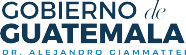 GOBIERNO de
GUATEMALA
DR. ALEJANDRO GIAMMATTEI